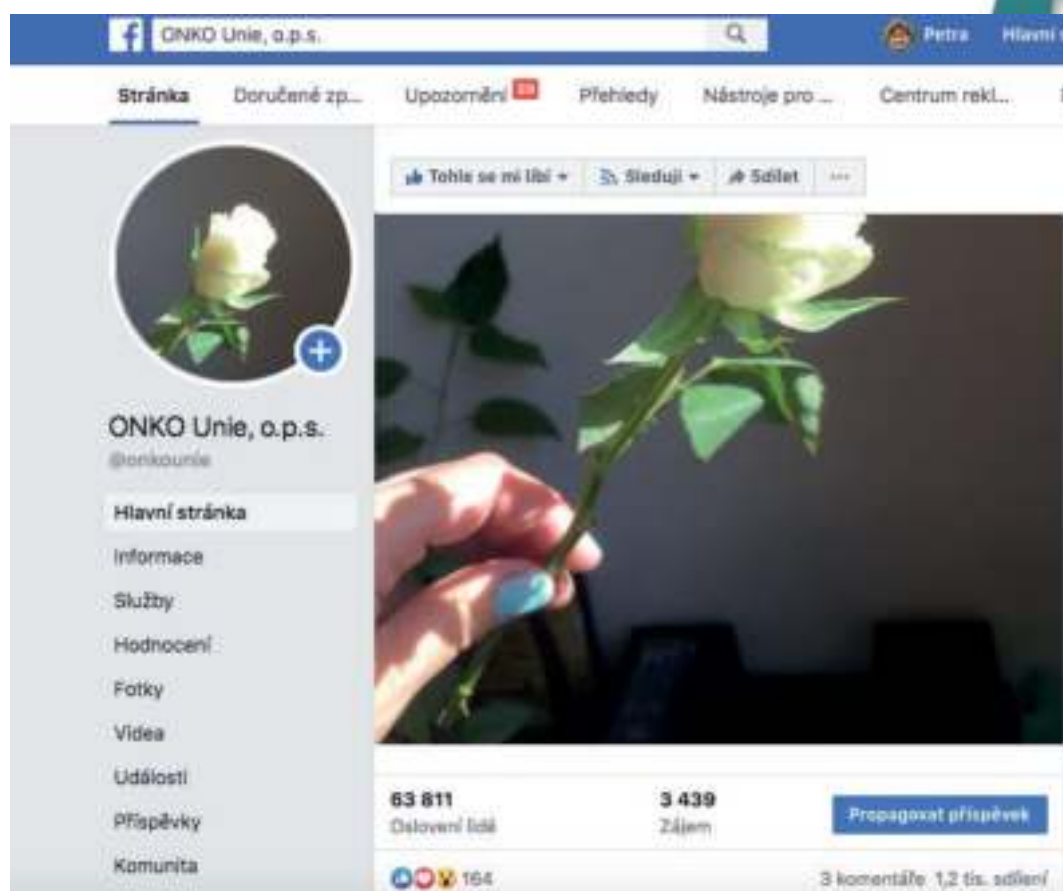 ONKO Unie, o.p.s.
Petra
Hlavní
Stránka Doručené zp... Upozornění Přehledy Nástroje pro ... Centrum rekl...
Tohle se mi líbí Sleduji Sdílet ...
ONKO Unie, o.p.s.
@onkounie
Hlavní stránka
Informace
Služby
Hodnocení
Fotky
Videa
Události
Příspěvky
Komunita
63 811
Oslovení lidé
3 439
Zájem
Propagovat příspěvek
164
3 komentáře 1,2 tis. sdílení